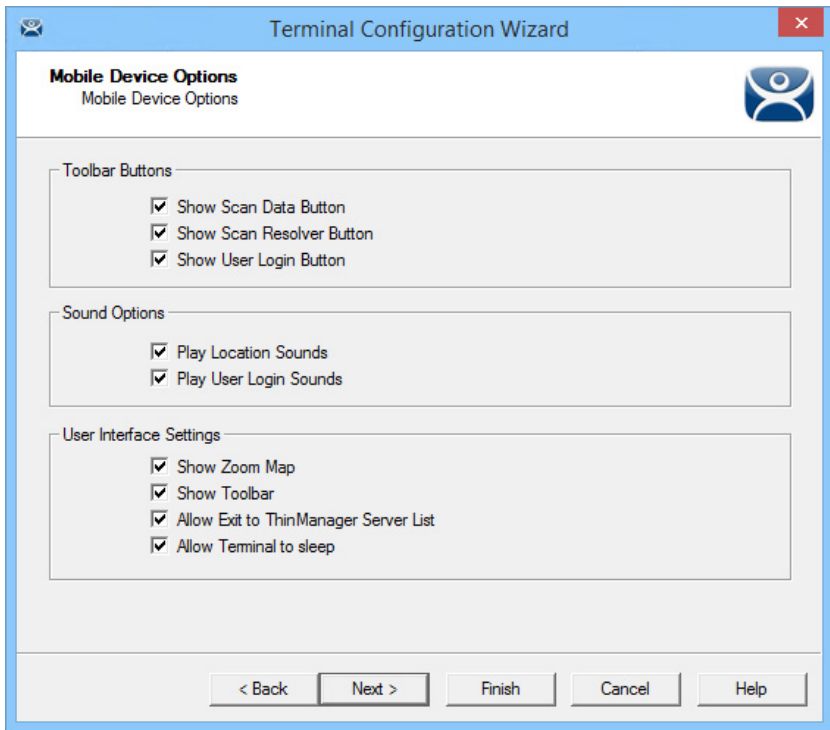 Terminal Configuration Wizard
Mobile Device Options
Mobile Device Options
Toolbar Buttons
Show Scan Data Button
Show Scan Resolver Button
Show User Login Button
Sound Options
Play Location Sounds
Play User Login Sounds
User Interface Settings
Show Zoom Map
Show Toolbar
Allow Exit to ThinManager Server List
Allow Terminal to sleep
< Back Next > Finish Cancel Help